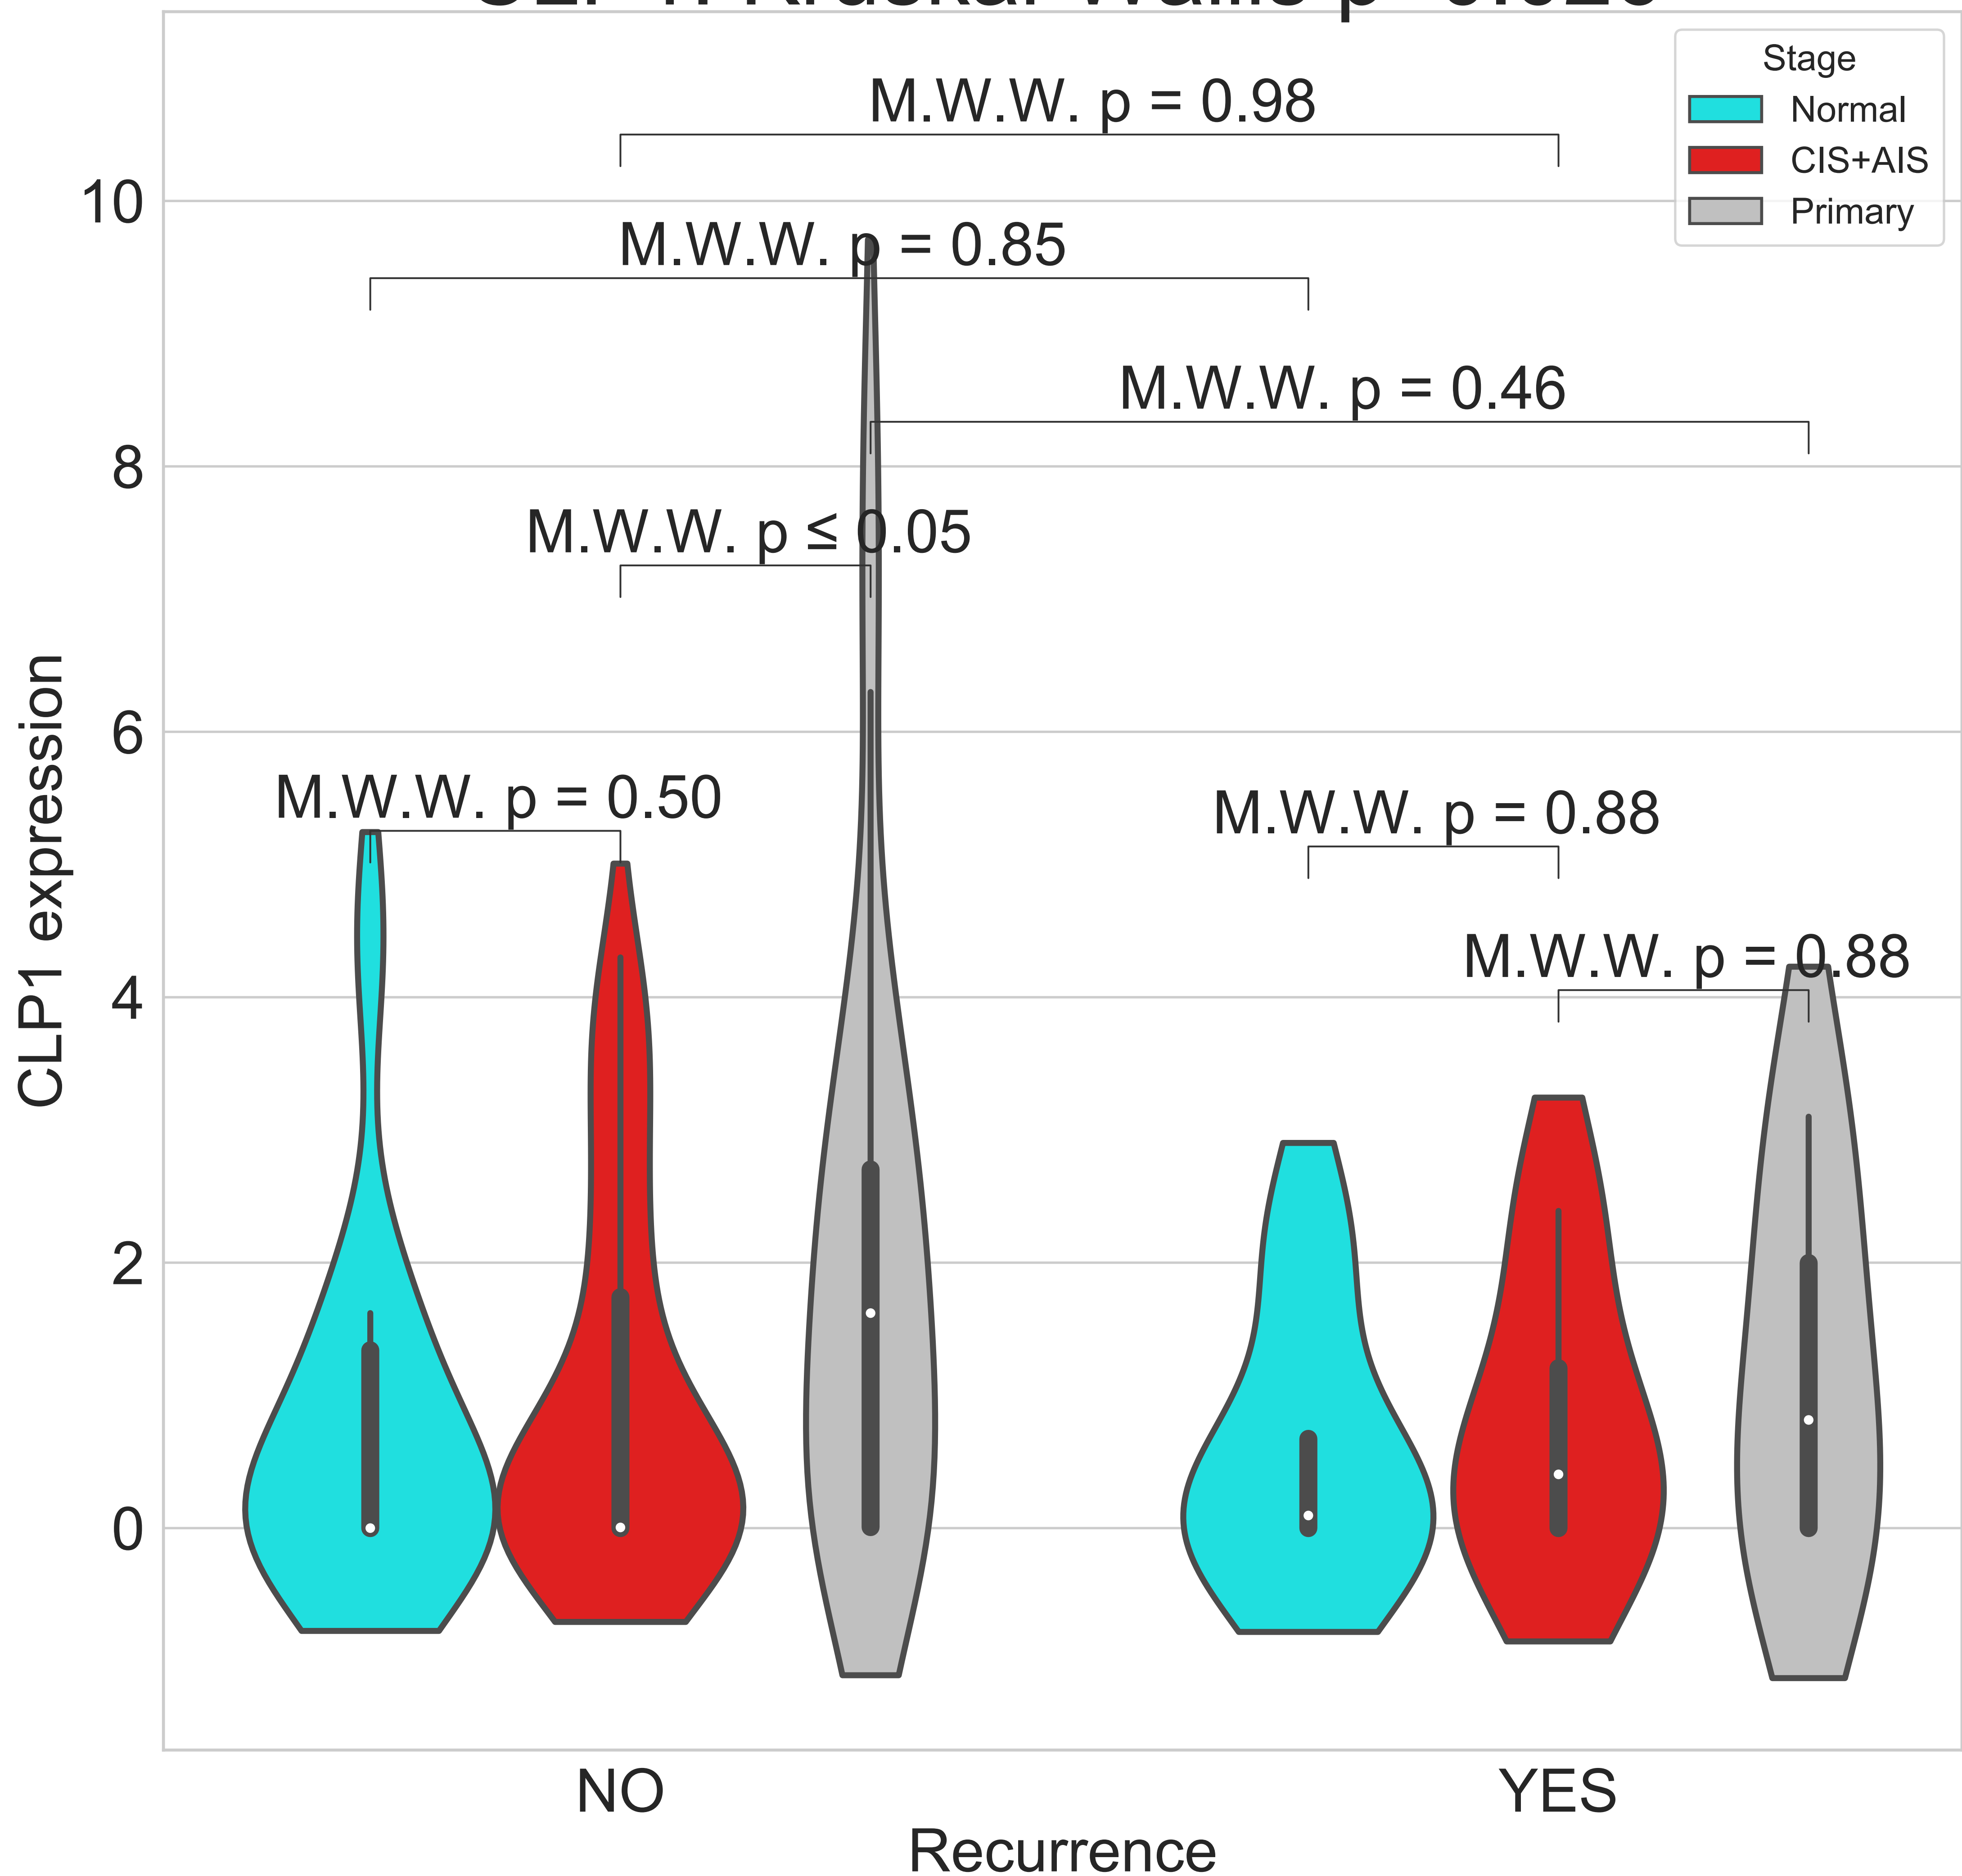 Stage
Normal
CIS+AIS
Primary
M.W.W. p = 0.98
10
M.W.W. p = 0.85
M.W.W. p = 0.46
8
M.W.W. p ≤ 0.05
6
M.W.W. p = 0.50
M.W.W. p = 0.88
M.W.W. p = 0.88
4
2
0
CLP1 expression
NO
YES
Recurrence